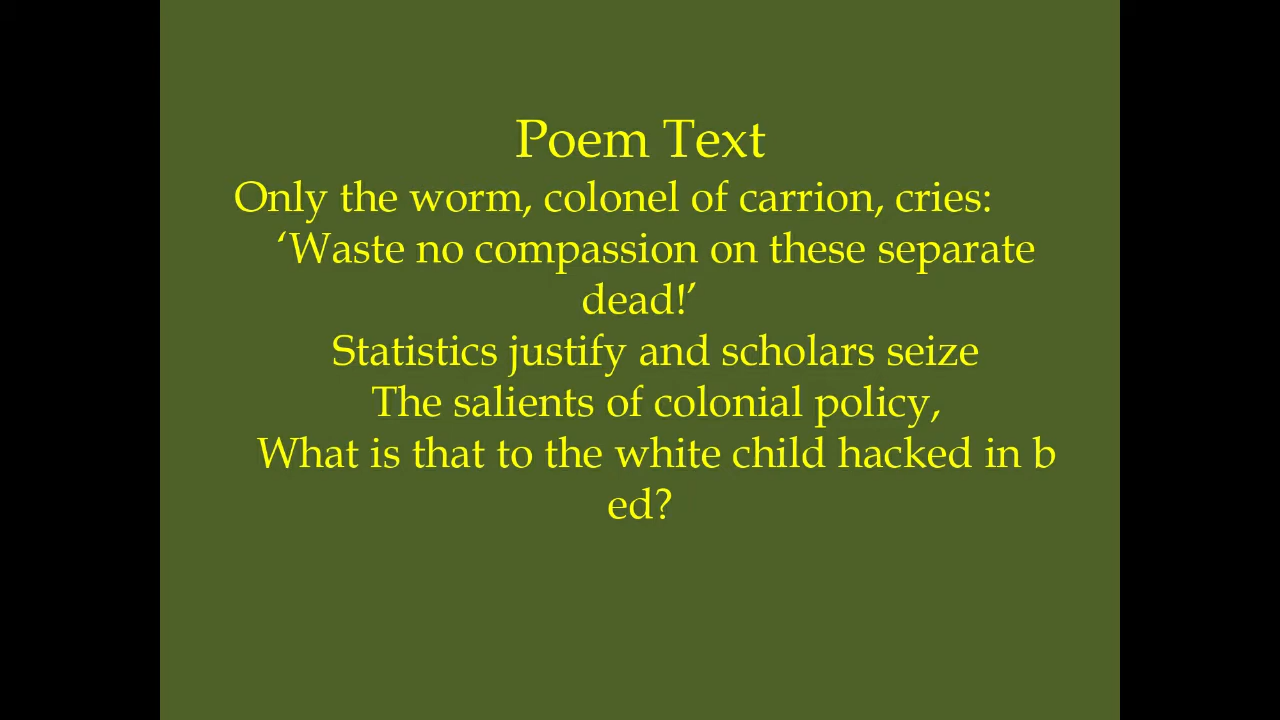 Poem Text
Only the worm, colonel of carrion, cries:
‘Waste no compassion on these separate
dead!’
Statistics justify and scholars seize
The salients of colonial policy,
What is that to the white child hacked in b
ed?